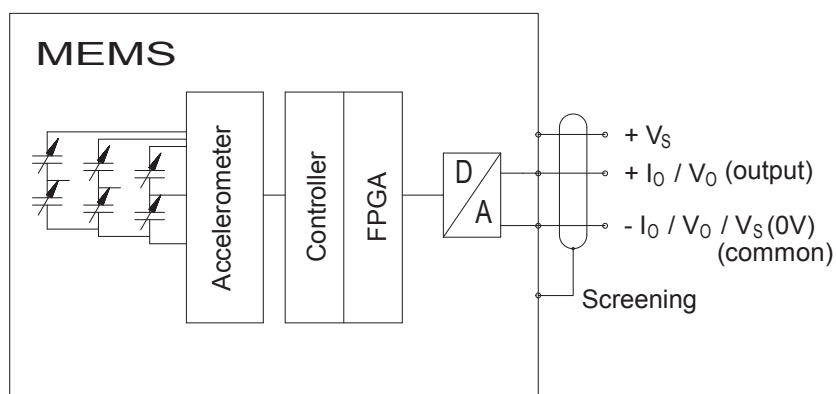 MEMS
Accelerometer
Controller
FPGA
D
A
+ VS
+ IO / VO (output)
- IO / VO / VS (0V)
(common)
Screening